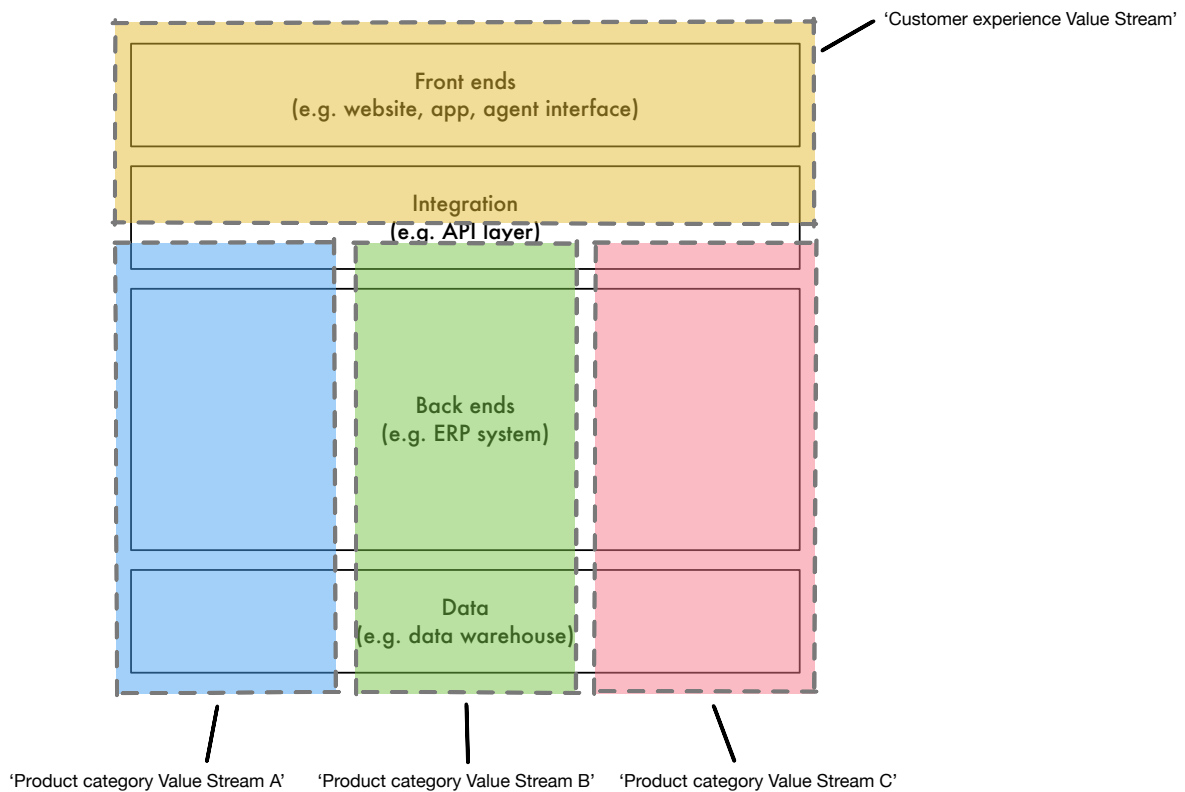 ‘Customer experience Value Stream’
Front ends
(e.g. website, app, agent interface)
Integration
(e.g. API layer)
Back ends
(e.g. ERP system)
Data
(e.g. data warehouse)
‘Product category Value Stream A’
‘Product category Value Stream B’
‘Product category Value Stream C’